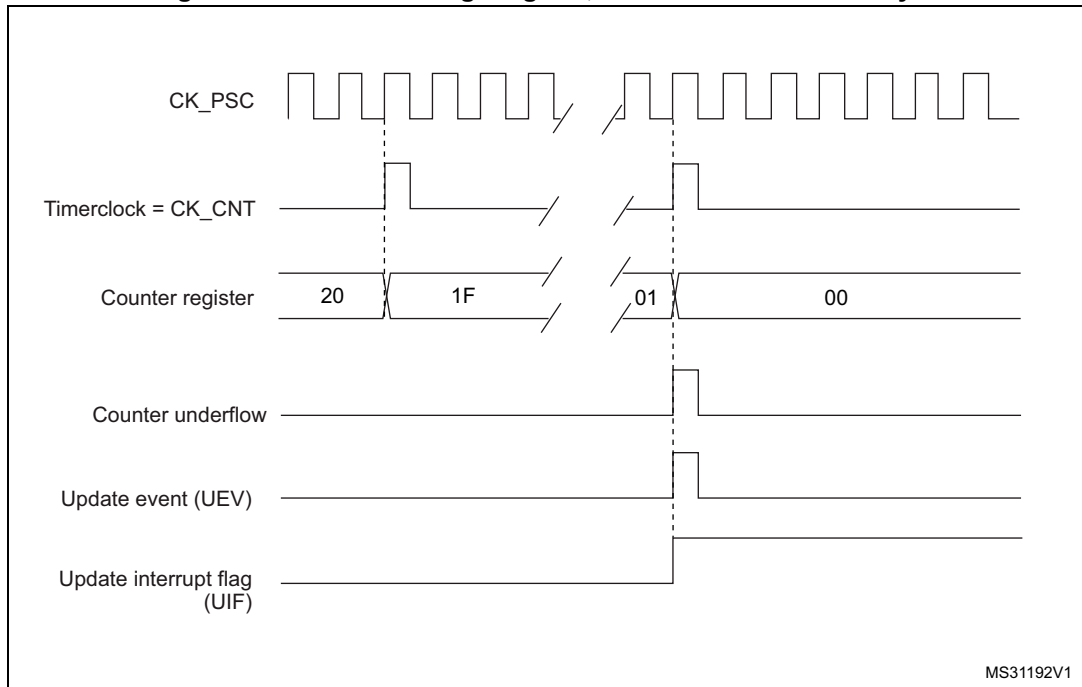 CK_PSC
Timerclock = CK_CNT
Counter register
20
1F
01
00
Counter underflow
Update event (UEV)
Update interrupt flag
(UIF)
MS31192V1